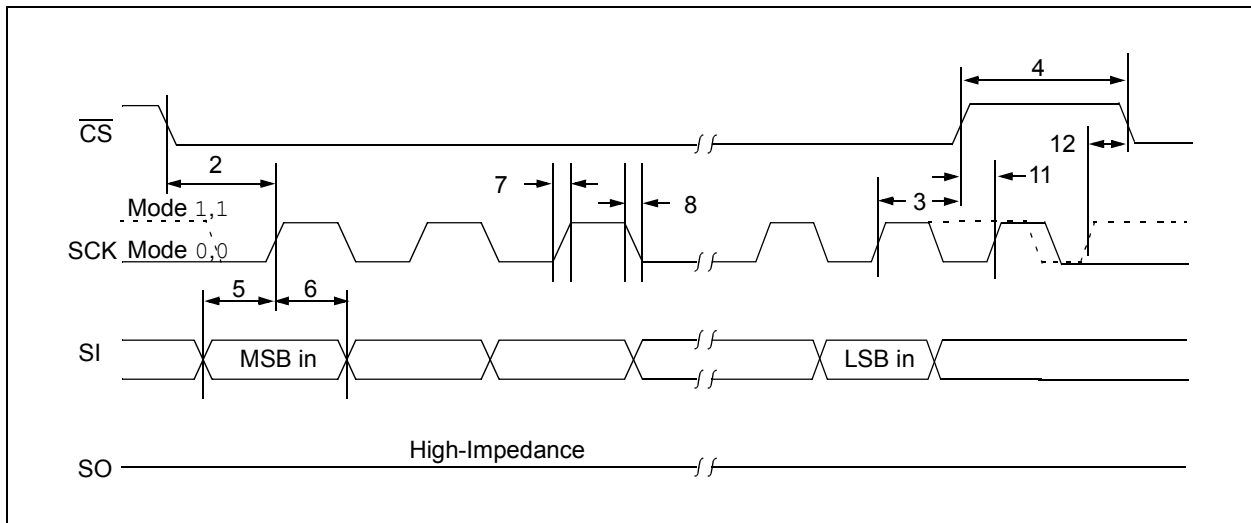 4
CS
12
2
7
11
3
8
Mode 1,1
SCK Mode 0,0
5 6
SI MSB in LSB in
High-Impedance
SO